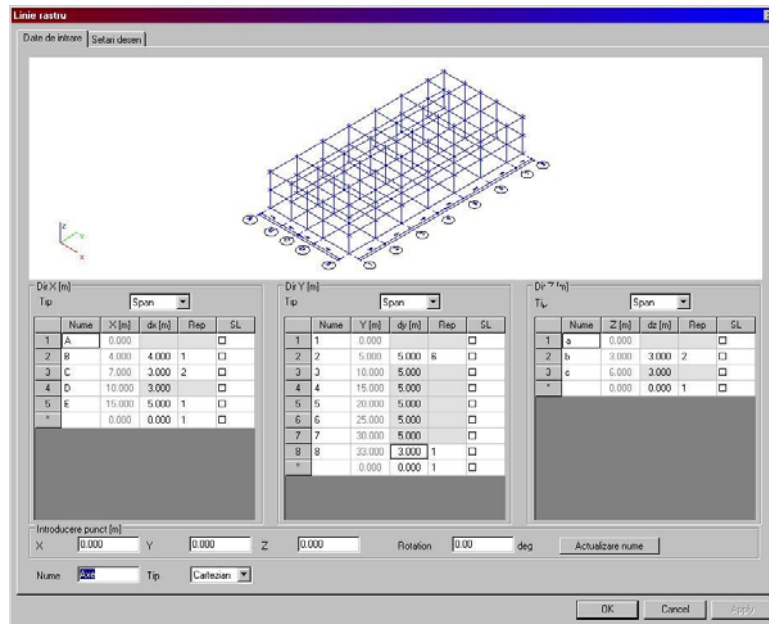 Linie rastru
Date de intrare Setari desen
Z Y X
Dir X [m]
Tip Span
Nume X [m] dx [m] Rep SL
1 A 0.000
2 B 4.000 4.000 1
3 C 7.000 3.000 2
4 D 10.000 3.000
5 E 15.000 5.000 1
* 0.000 0.000 1
Dir Y [m]
Tip Span
Nume Y [m] dy [m] Rep SL
1 1 0.000
2 2 5.000 5.000 6
3 3 10.000 5.000
4 4 15.000 5.000
5 5 20.000 5.000
6 6 25.000 5.000
7 7 30.000 5.000
8 8 33.000 3.000 1
* 0.000 0.000 1
Dir Z [m]
Tip Span
Nume Z [m] dz [m] Rep SL
1 a 0.000
2 b 3.000 3.000 2
3 c 6.000 3.000
* 0.000 0.000 1
Introducere punct [m]
X 0.000 Y 0.000 Z 0.000 Rotation 0.00 deg Actualizare nume
Nume Axe Tip Cartezian
OK Cancel Apply